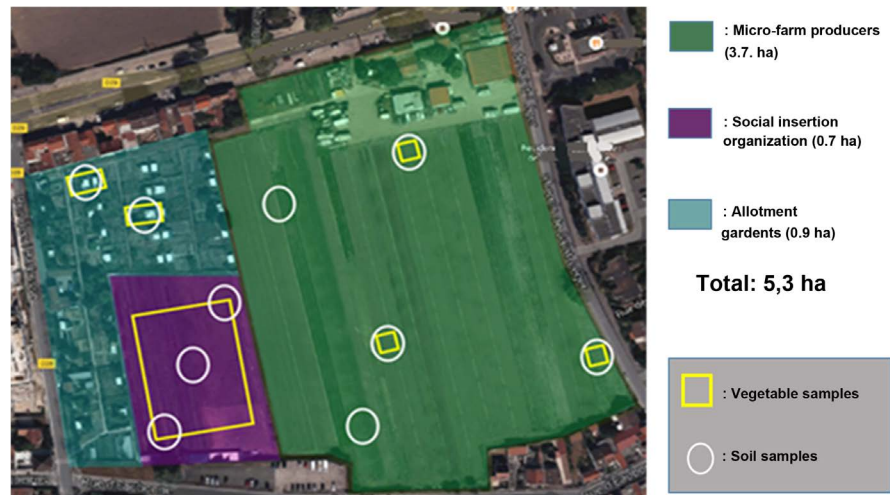 : Micro-farm producers
(3.7. ha)
: Social insertion
organization (0.7 ha)
: Allotment
gardents (0.9 ha)
Total: 5,3 ha
: Vegetable samples
: Soil samples